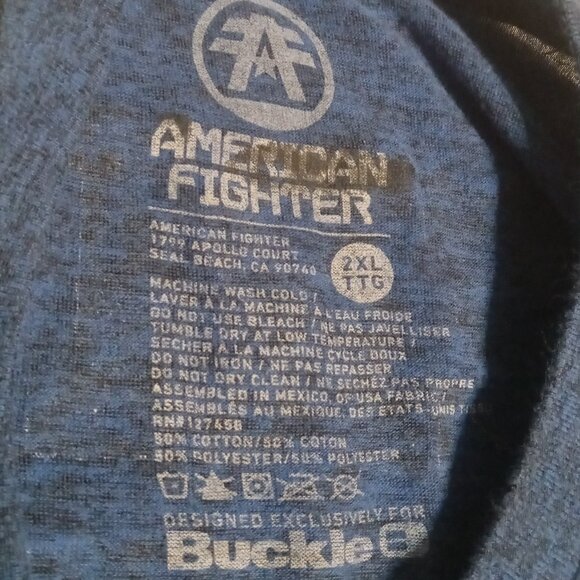 AMERICAN
FIGHTER
AMERICAN FIGHTER
1799 APOLLO COURT
SEAL BEACH, CA 90740
2XL
TTG
MACHINE WASH COLD /
LAVER A LA MACHINE À L'EAU FROIDE
DO NOT USE BLEACH / NE PAS JAVELLISER
TUMBLE DRY AT LOW TEMPERATURE /
SECHER A LA MACHINE CYCLE DOUX
DO NOT IRON / NE PAS REPASSER
DO NOT DRY CLEAN / NE SECHEZ PAS PROPRE
ASSEMBLED IN MEXICO, OF USA FABRIC/
ASSEMBLÉS AU MEXIQUE, DES ETATS-UNIS
RN#127458
50% COTTON/50% COTON
50% POLYESTER/50% POLYESTER
DESIGNED EXCLUSIVELY FOR
Buckle B